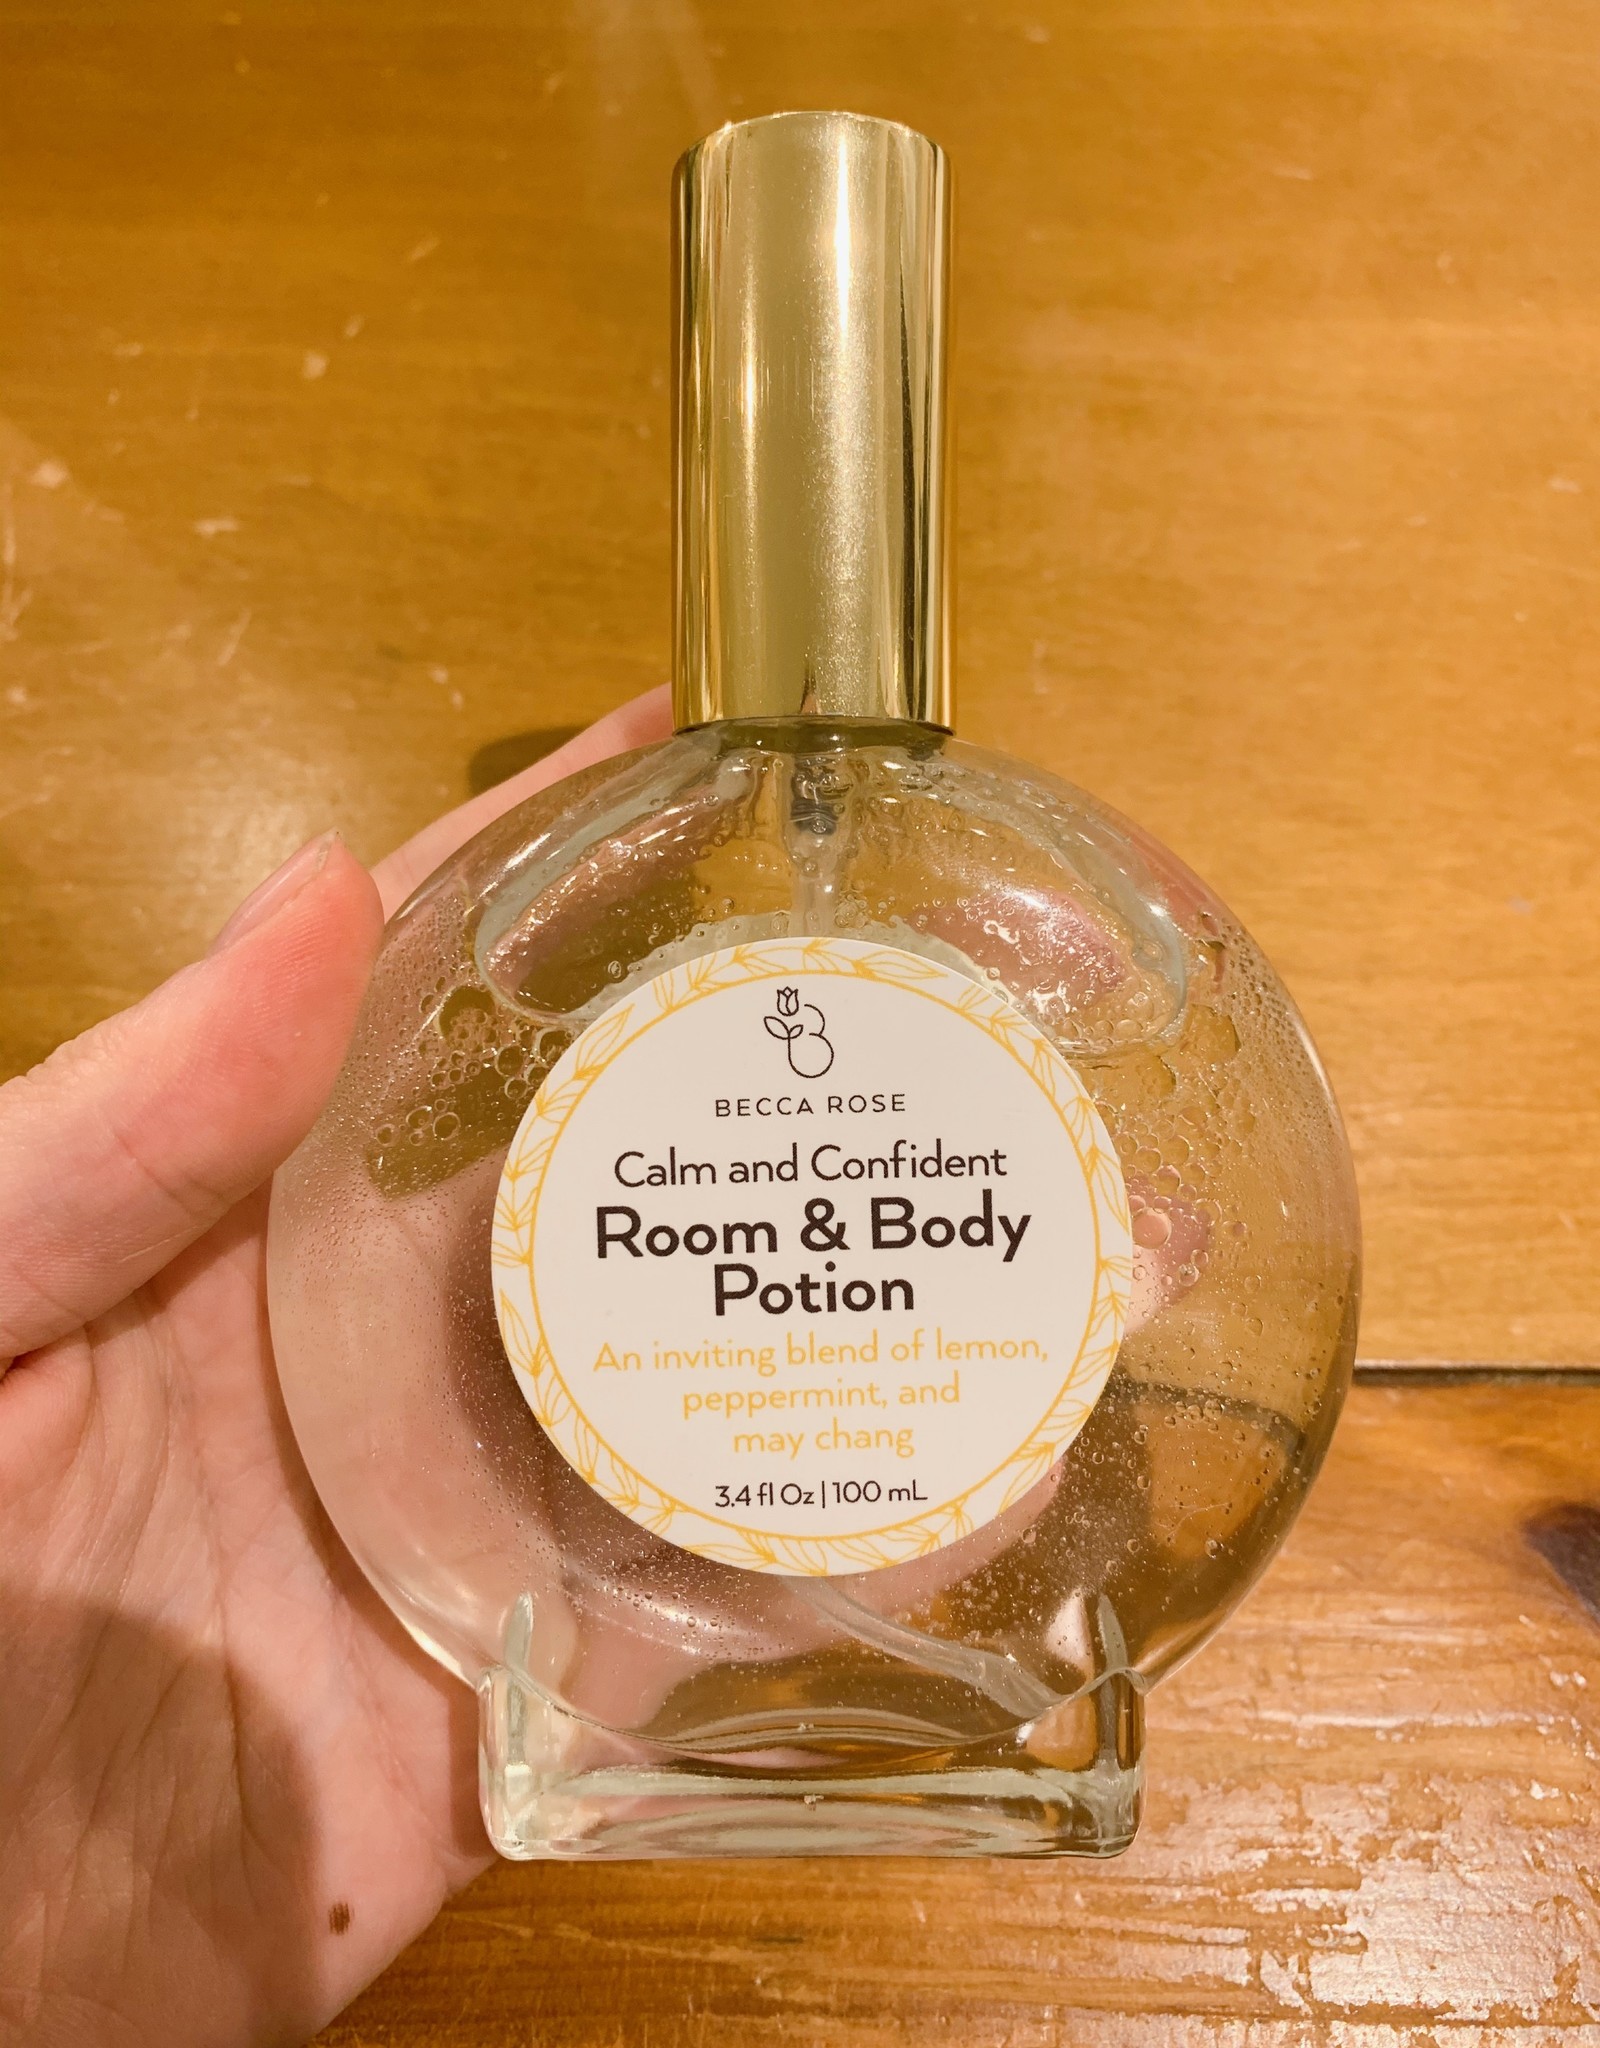 BECCA ROSE
Calm and Confident
Room & Body
Potion
An inviting blend of lemon,
peppermint, and
may chang
3.4 fl Oz | 100 mL